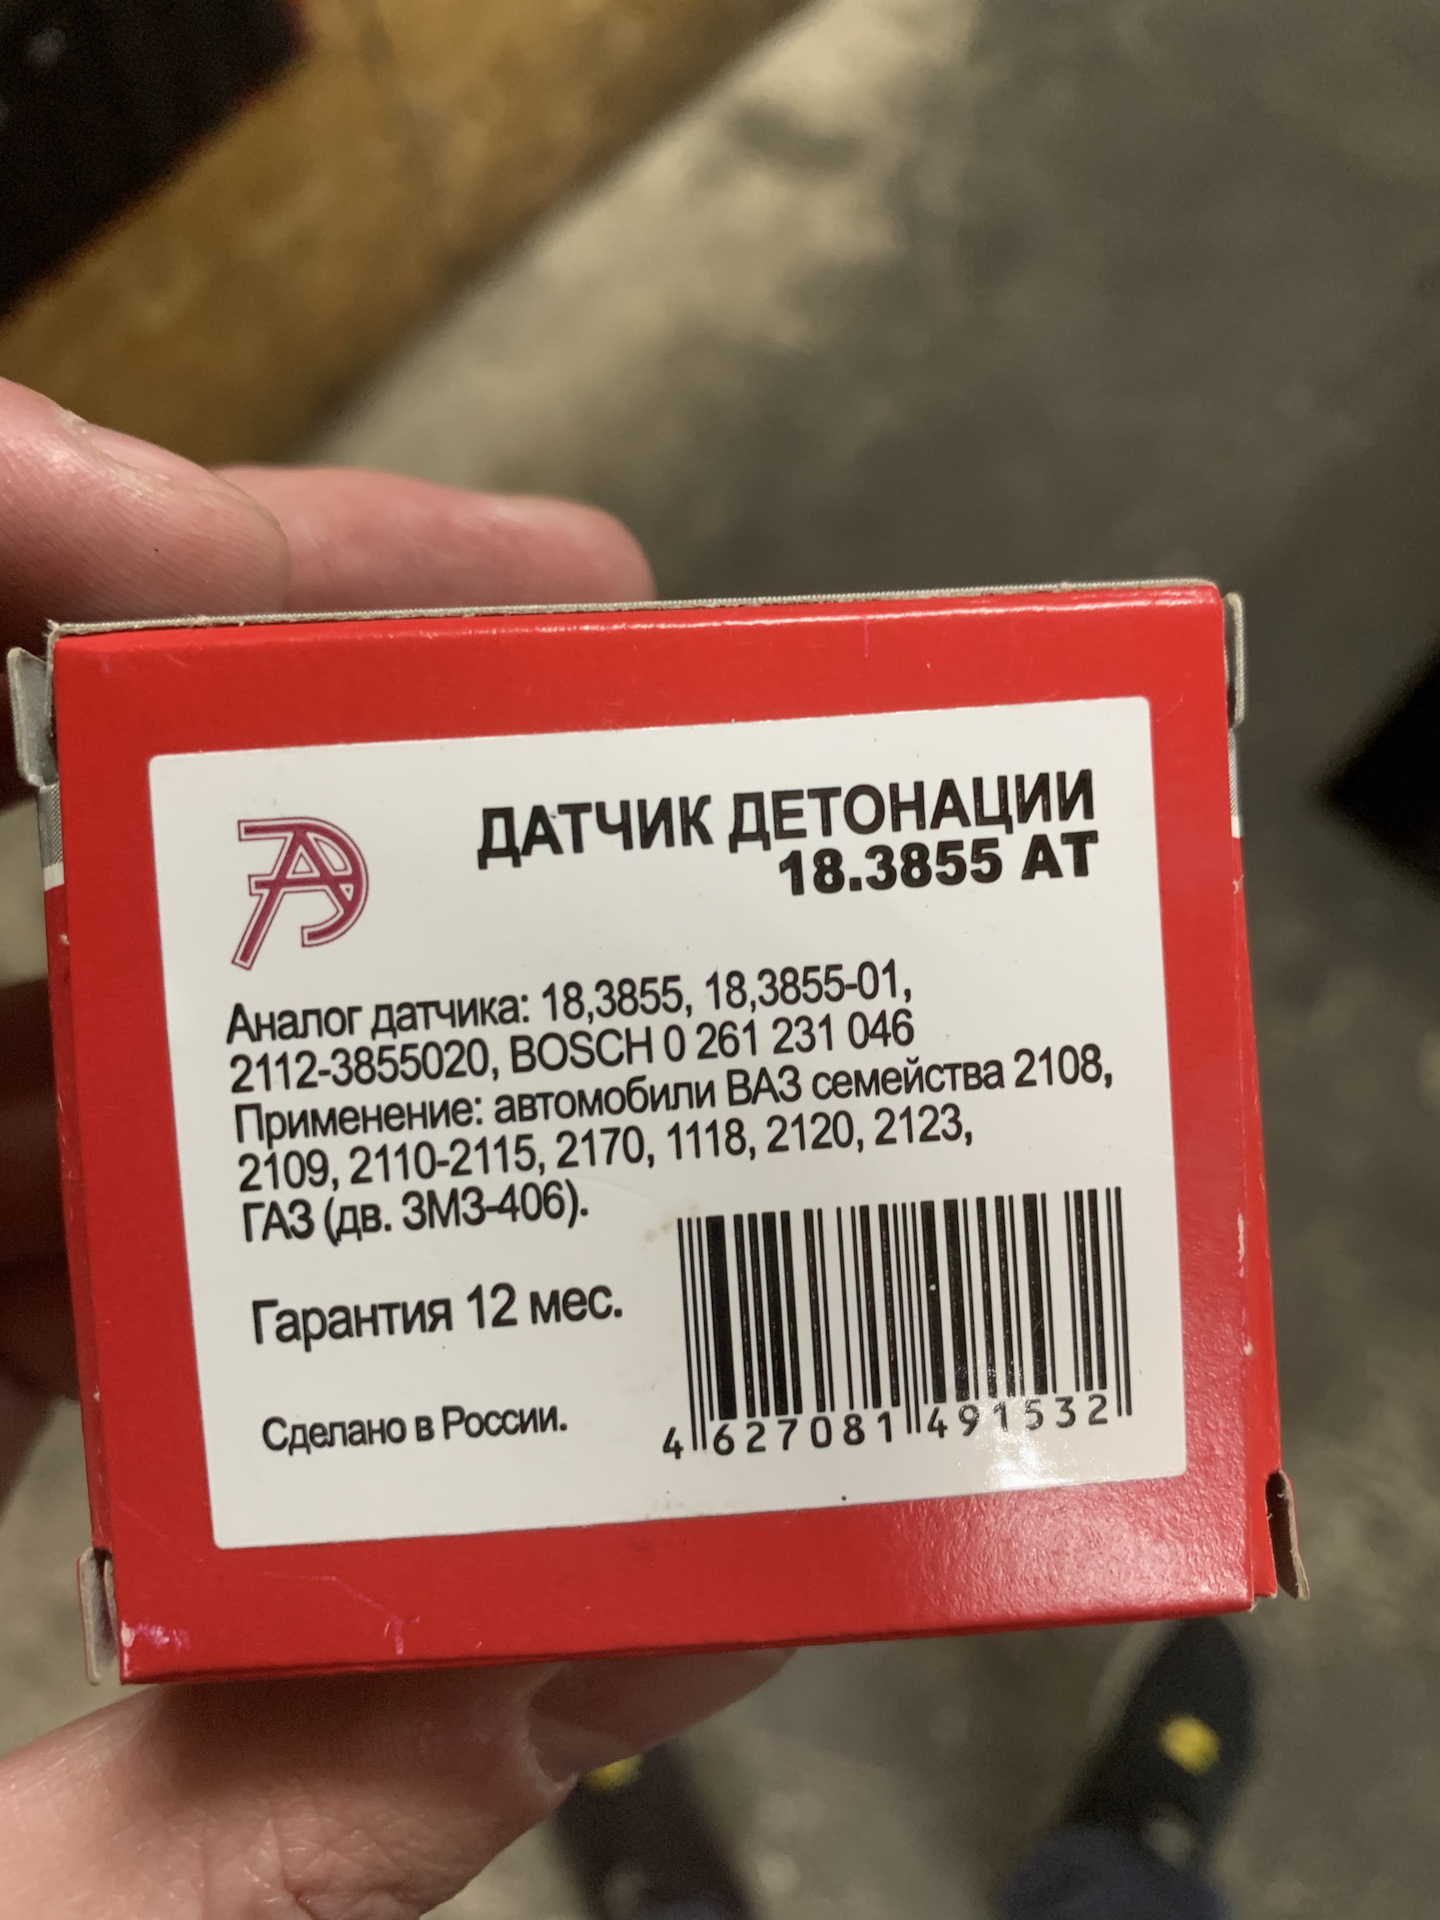 ДАТЧИК ДЕТОНАЦИИ
18.3855 АТ
Аналог датчика: 18,3855, 18,3855-01,
2112-3855020, BOSCH 0 261 231 046
Применение: автомобили ВАЗ семейства 2108,
2109, 2110-2115, 2170, 1118, 2120, 2123,
ГАЗ (дв. ЗМЗ-406).
Гарантия 12 мес.
Сделано в России.
4 627081 491532